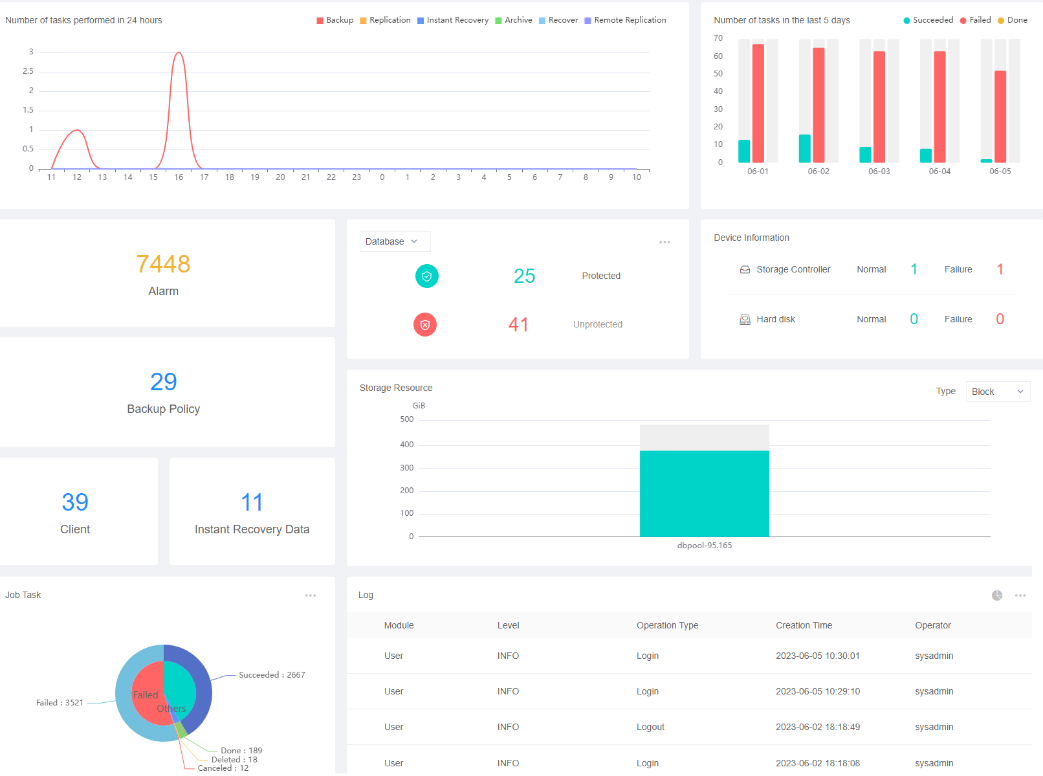 Number of tasks performed in 24 hours
Backup Replication Instant Recovery Archive Recover Remote Replication
3
2.5
2
1.5
1
0.5
0
11 12 13 14 15 16 17 18 19 20 21 22 23 0 1 2 3 4 5 6 7 8 9 10
Number of tasks in the last 5 days
Succeeded Failed Done
70
60
50
40
30
20
10
0
06-01 06-02 06-03 06-04 06-05
7448
Alarm
29
Backup Policy
39
Client
11
Instant Recovery Data
Database
25 Protected
41 Unprotected
Device Information
Storage Controller Normal 1 Failure 1
Hard disk Normal 0 Failure 0
Storage Resource
Type Block
GiB
500
400
300
200
100
0
dbpool-95.165
Job Task
Succeeded : 2667
Failed : 3521
Failed
Others
Done : 189
Deleted : 18
Canceled : 12
Log
Module Level Operation Type Creation Time Operator
User INFO Login 2023-06-05 10:30:01 sysadmin
User INFO Login 2023-06-05 10:29:10 sysadmin
User INFO Logout 2023-06-02 18:18:49 sysadmin
User INFO Login 2023-06-02 18:18:08 sysadmin